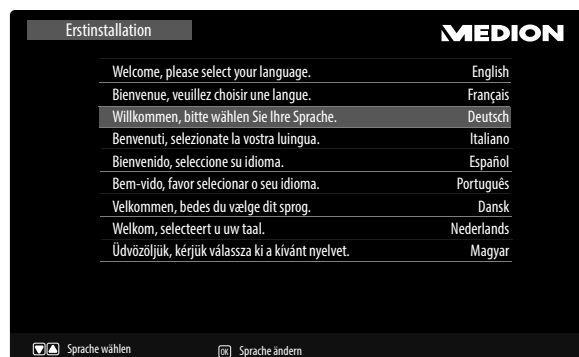 Erstinstallation MEDION
Welcome, please select your language. English
Bienvenue, veuillez choisir une langue. Français
Willkommen, bitte wählen Sie Ihre Sprache. Deutsch
Benvenuti, selezionate la vostra luingua. Italiano
Bienvenido, seleccione su idioma. Español
Bem-vido, favor selecionar o seu idioma. Português
Velkommen, bedes du vælge dit sprog. Dansk
Welkom, selecteert u uw taal. Nederlands
Üdvözöljük, kérjük válassza ki a kívánt nyelvet. Magyar
Sprache wählen OK Sprache ändern